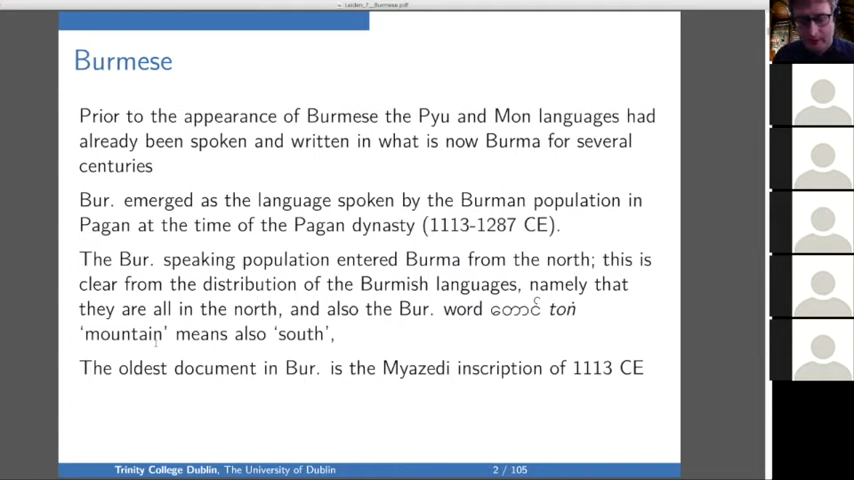 Leiden_7__Burmese.pdf
Burmese
Prior to the appearance of Burmese the Pyu and Mon languages had
already been spoken and written in what is now Burma for several
centuries
Bur. emerged as the language spoken by the Burman population in
Pagan at the time of the Pagan dynasty (1113-1287 CE).
The Bur. speaking population entered Burma from the north; this is
clear from the distribution of the Burmish languages, namely that
they are all in the north, and also the Bur. word တောင် toṅ
‘mountain’ means also ‘south’,
The oldest document in Bur. is the Myazedi inscription of 1113 CE
Trinity College Dublin, The University of Dublin
2 / 105